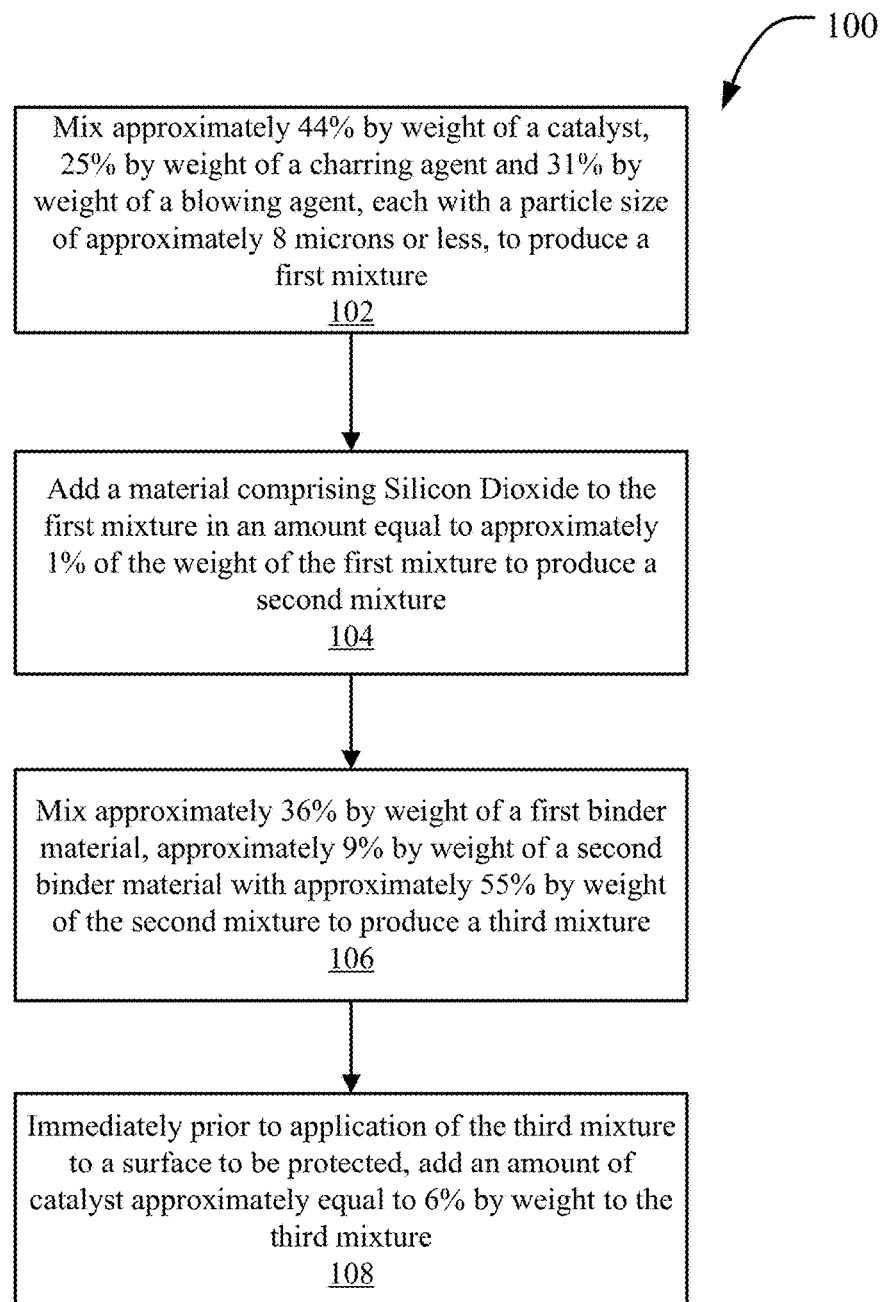 100
Mix approximately 44% by weight of a catalyst,
25% by weight of a charring agent and 31% by
weight of a blowing agent, each with a particle size
of approximately 8 microns or less, to produce a
first mixture
102
Add a material comprising Silicon Dioxide to the
first mixture in an amount equal to approximately
1% of the weight of the first mixture to produce a
second mixture
104
Mix approximately 36% by weight of a first binder
material, approximately 9% by weight of a second
binder material with approximately 55% by weight
of the second mixture to produce a third mixture
106
Immediately prior to application of the third mixture
to a surface to be protected, add an amount of
catalyst approximately equal to 6% by weight to the
third mixture
108